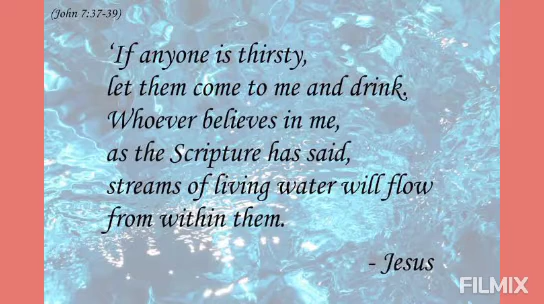 (John 7:37-39)
‘If anyone is thirsty,
let them come to me and drink.
Whoever believes in me,
as the Scripture has said,
streams of living water will flow
from within them.
- Jesus
FILMIX